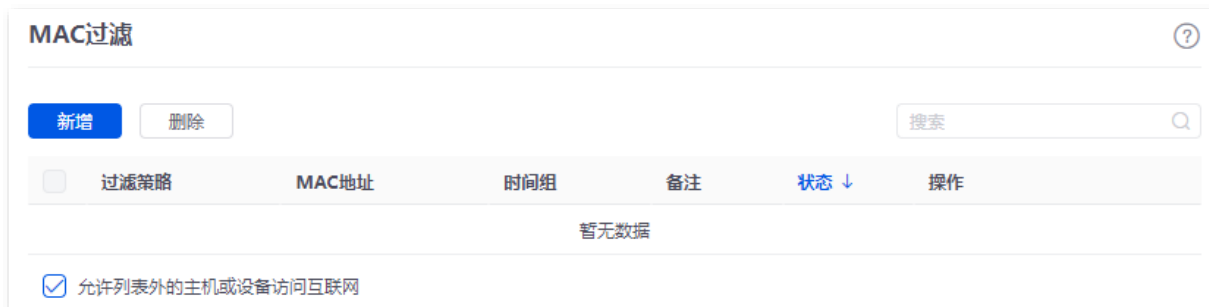 MAC过滤
新增 删除 搜索
过滤策略 MAC地址 时间组 备注 状态 ↓ 操作
暂无数据
允许列表外的主机或设备访问互联网